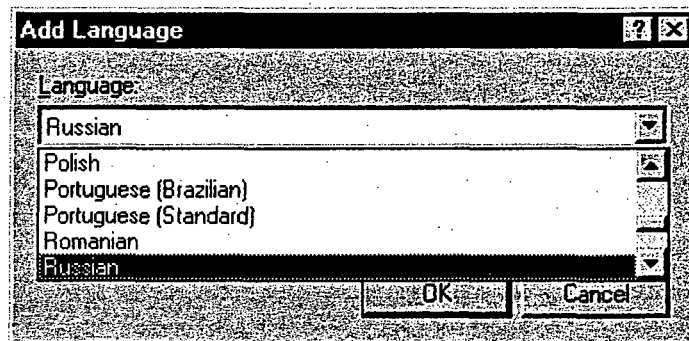 Add Language
Language:
Russian
Polish
Portuguese (Brazilian)
Portuguese (Standard)
Romanian
Russian
OK
Cancel